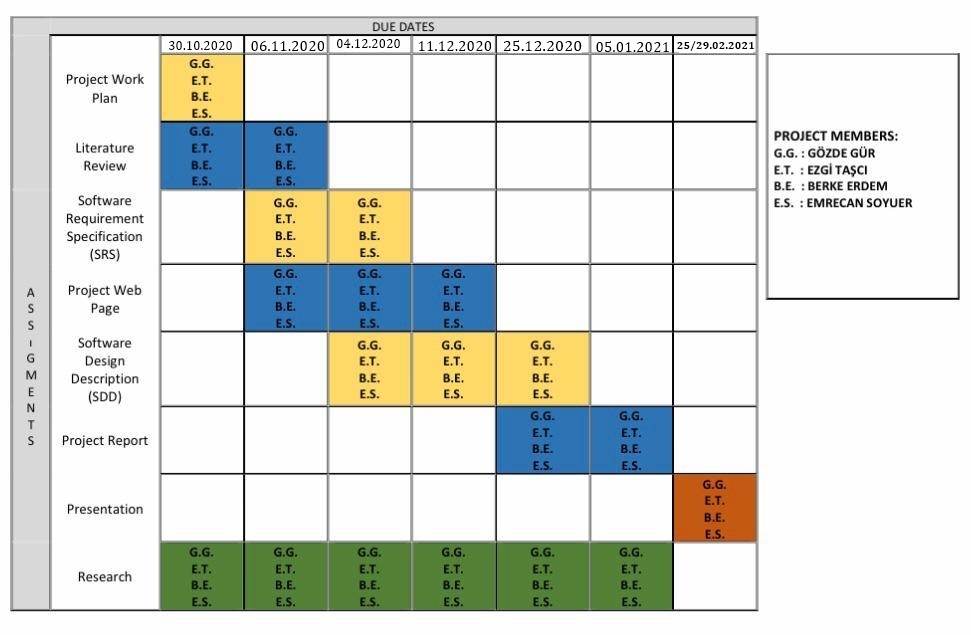 DUE DATES
30.10.2020 06.11.2020 04.12.2020 11.12.2020 25.12.2020 05.01.2021 25/29.02.2021
ASSıGMENTS
Project Work
Plan
G.G.
E.T.
B.E.
E.S.
Literature
Review
G.G. G.G.
E.T. E.T.
B.E. B.E.
E.S. E.S.
Software
Requirement
Specification
(SRS)
G.G. G.G.
E.T. E.T.
B.E. B.E.
E.S. E.S.
Project Web
Page
G.G. G.G. G.G.
E.T. E.T. E.T.
B.E. B.E. B.E.
E.S. E.S. E.S.
Software
Design
Description
(SDD)
G.G. G.G. G.G.
E.T. E.T. E.T.
B.E. B.E. B.E.
E.S. E.S. E.S.
Project Report
G.G. G.G.
E.T. E.T.
B.E. B.E.
E.S. E.S.
Presentation
G.G.
E.T.
B.E.
E.S.
Research
G.G. G.G. G.G. G.G. G.G. G.G.
E.T. E.T. E.T. E.T. E.T. E.T.
B.E. B.E. B.E. B.E. B.E. B.E.
E.S. E.S. E.S. E.S. E.S. E.S.
PROJECT MEMBERS:
G.G. : GÖZDE GÜR
E.T. : EZGİ TAŞCI
B.E. : BERKE ERDEM
E.S. : EMRECAN SOYUER